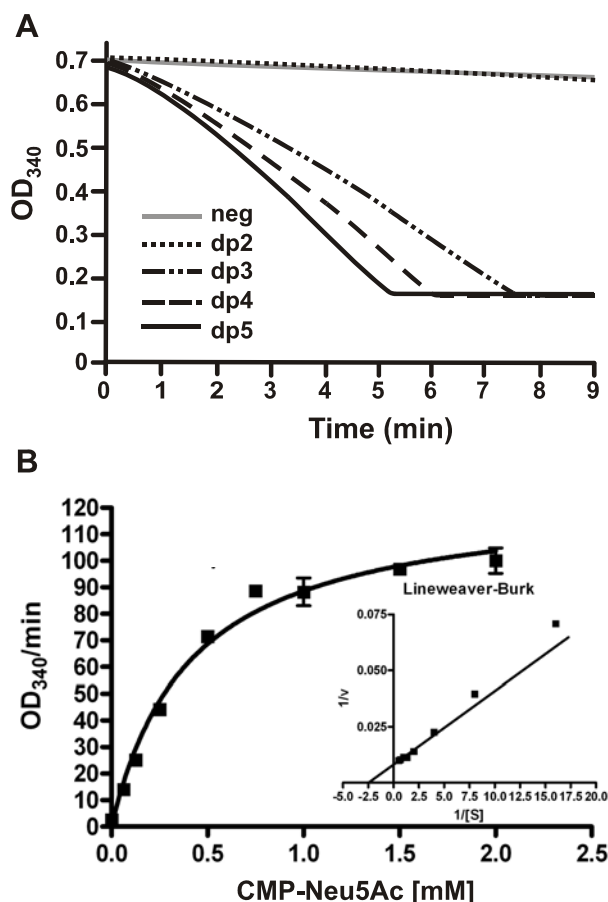 A
OD340
0.7
0.6
0.5
0.4
0.3
0.2
0.1
0
neg
dp2
dp3
dp4
dp5
0 1 2 3 4 5 6 7 8 9
Time (min)
B
OD340/min
120
110
100
90
80
70
60
50
40
30
20
10
0
0.0 0.5 1.0 1.5 2.0 2.5
CMP-Neu5Ac [mM]
Lineweaver-Burk
1/v
0.075
0.050
0.025
-5.0 -2.5 0.0 2.5 5.0 7.5 10.0 12.5 15.0 17.5 20.0
1/[S]